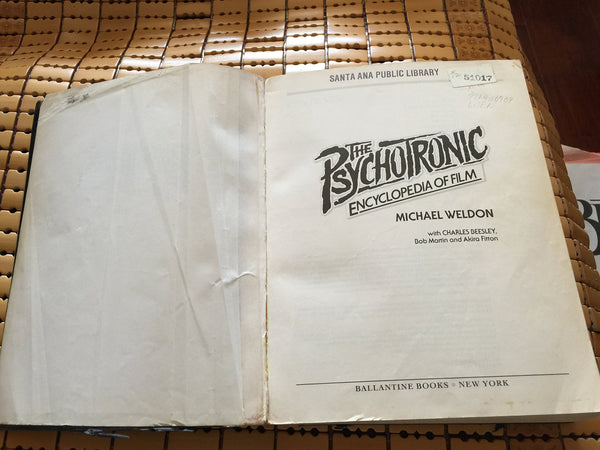 SANTA ANA PUBLIC LIBRARY
51017
THE
PSYCHOTRONIC
ENCYCLOPEDIA OF FILM
MICHAEL WELDON
with CHARLES BEESLEY,
Bob Martin and Akira Fitton
BALLANTINE BOOKS • NEW YORK